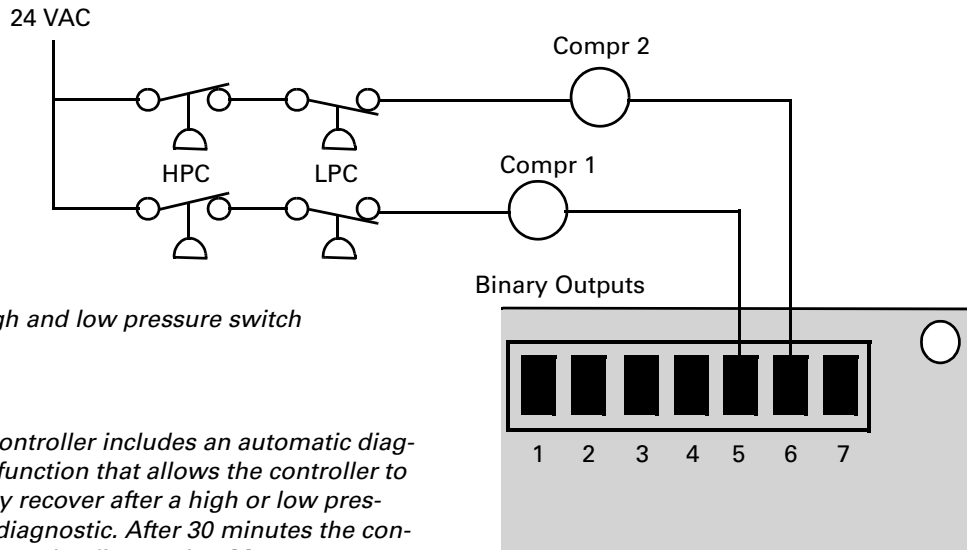 24 VAC
Compr 2
HPC
LPC
Compr 1
Binary Outputs
and low pressure switch
controller includes an automatic diag-
function that allows the controller to
recover after a high or low pres-
diagnostic. After 30 minutes the con-
1 2 3 4 5 6 7